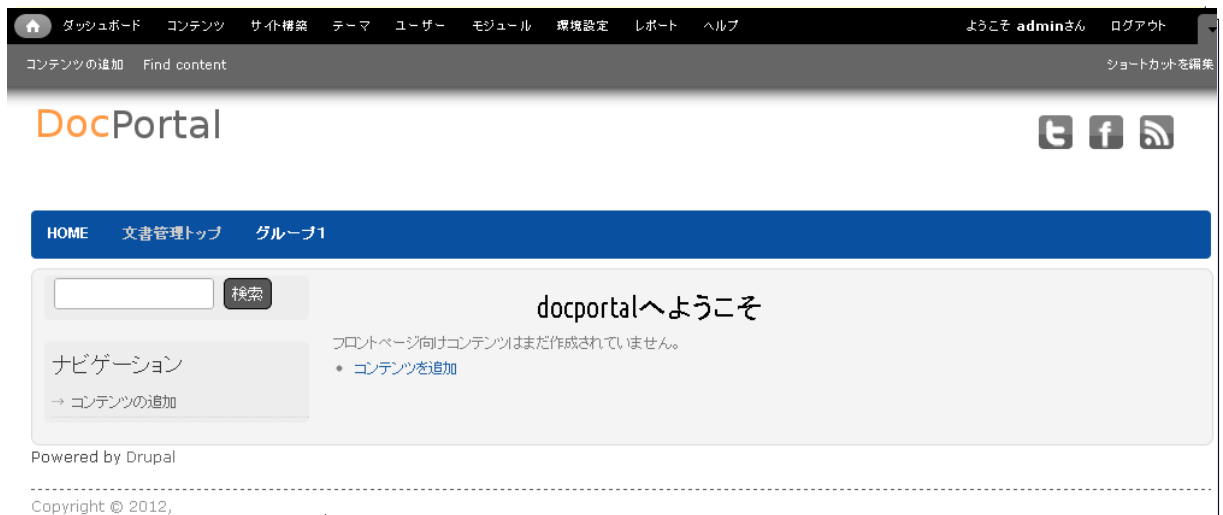 ダッシュボード コンテンツ サイト構築 テーマ ユーザー モジュール 環境設定 レポート ヘルプ ようこそ adminさん ログアウト
コンテンツの追加 Find content ショートカットを編集
DocPortal
HOME 文書管理トップ グループ1
検索
docportalへようこそ
フロントページ向けコンテンツはまだ作成されていません。
• コンテンツを追加
ナビゲーション
→ コンテンツの追加
Powered by Drupal
Copyright © 2012,